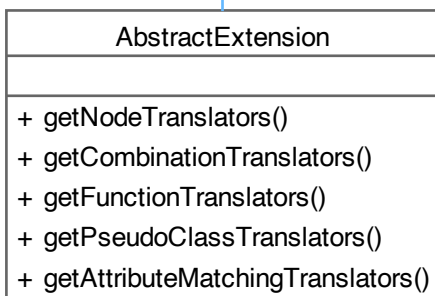 AbstractExtension
+ getNodeTranslators()
+ getCombinationTranslators()
+ getFunctionTranslators()
+ getPseudoClassTranslators()
+ getAttributeMatchingTranslators()